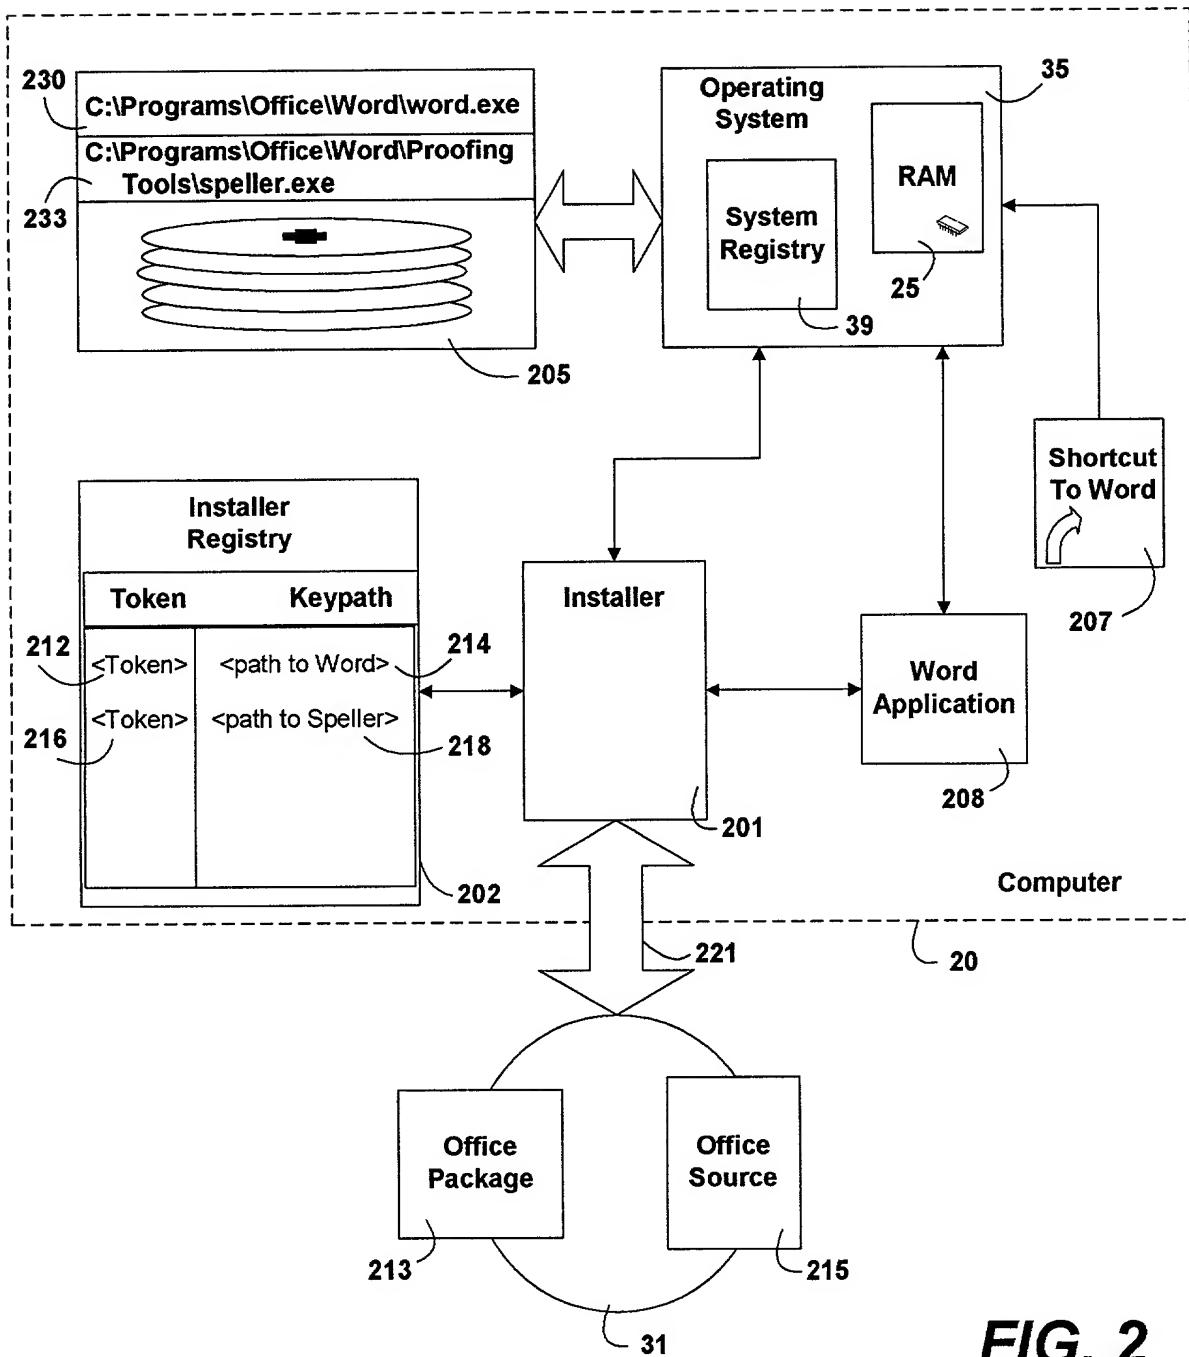 230
C:\Programs\Office\Word\word.exe
C:\Programs\Office\Word\Proofing
Tools\speller.exe
233
205
Operating
System
35
RAM
25
System
Registry
39
Shortcut
To Word
207
Installer
Registry
Token Keypath
212 <Token> <path to Word> 214
216 <Token> <path to Speller> 218
202
Installer
201
Word
Application
208
Computer
20
221
Office
Package
213
Office
Source
215
31
FIG. 2